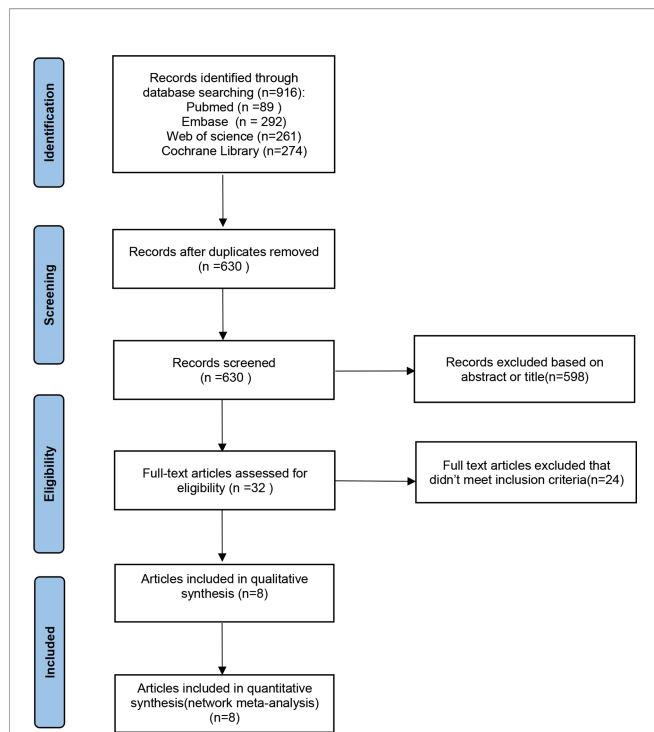 Identification
Records identified through
database searching (n=916):
Pubmed (n =89 )
Embase (n = 292)
Web of science (n=261)
Cochrane Library (n=274)
Screening
Records after duplicates removed
(n =630 )
Records screened
(n =630 )
Records excluded based on
abstract or title(n=598)
Eligibility
Full-text articles assessed for
eligibility (n =32 )
Full text articles excluded that
didn't meet inclusion criteria(n=24)
Included
Articles included in qualitative
synthesis (n=8)
Articles included in quantitative
synthesis(network meta-analysis)
(n=8)